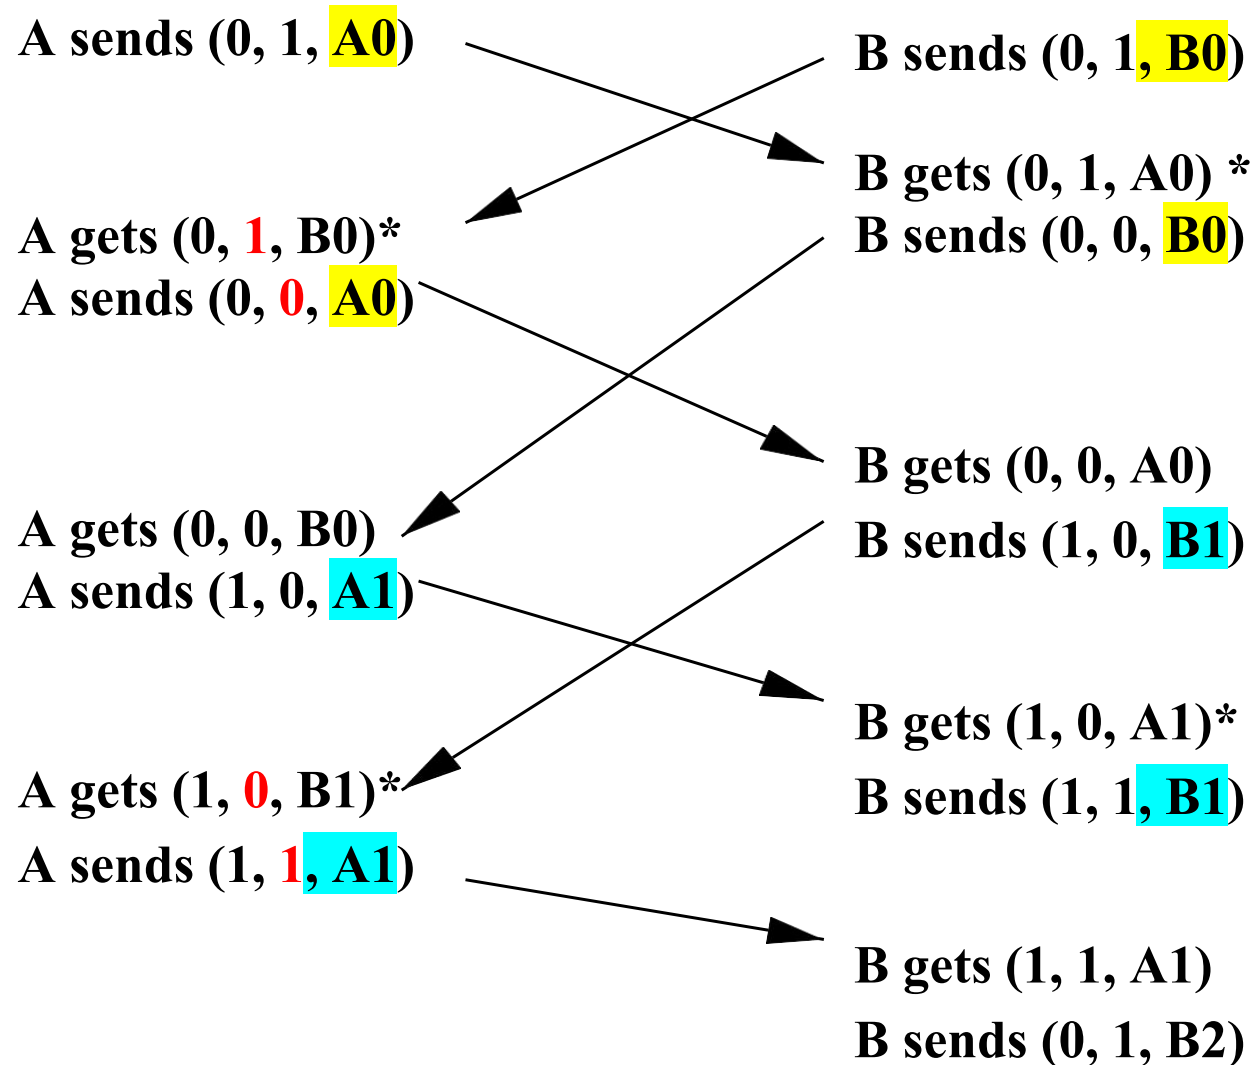 A sends (0, 1, A0)
B sends (0, 1, B0)
B gets (0, 1, A0) *
A gets (0, 1, B0)*
B sends (0, 0, B0)
A sends (0, 0, A0)
B gets (0, 0, A0)
A gets (0, 0, B0)
B sends (1, 0, B1)
A sends (1, 0, A1)
B gets (1, 0, A1)*
A gets (1, 0, B1)*
B sends (1, 1, B1)
A sends (1, 1, A1)
B gets (1, 1, A1)
B sends (0, 1, B2)